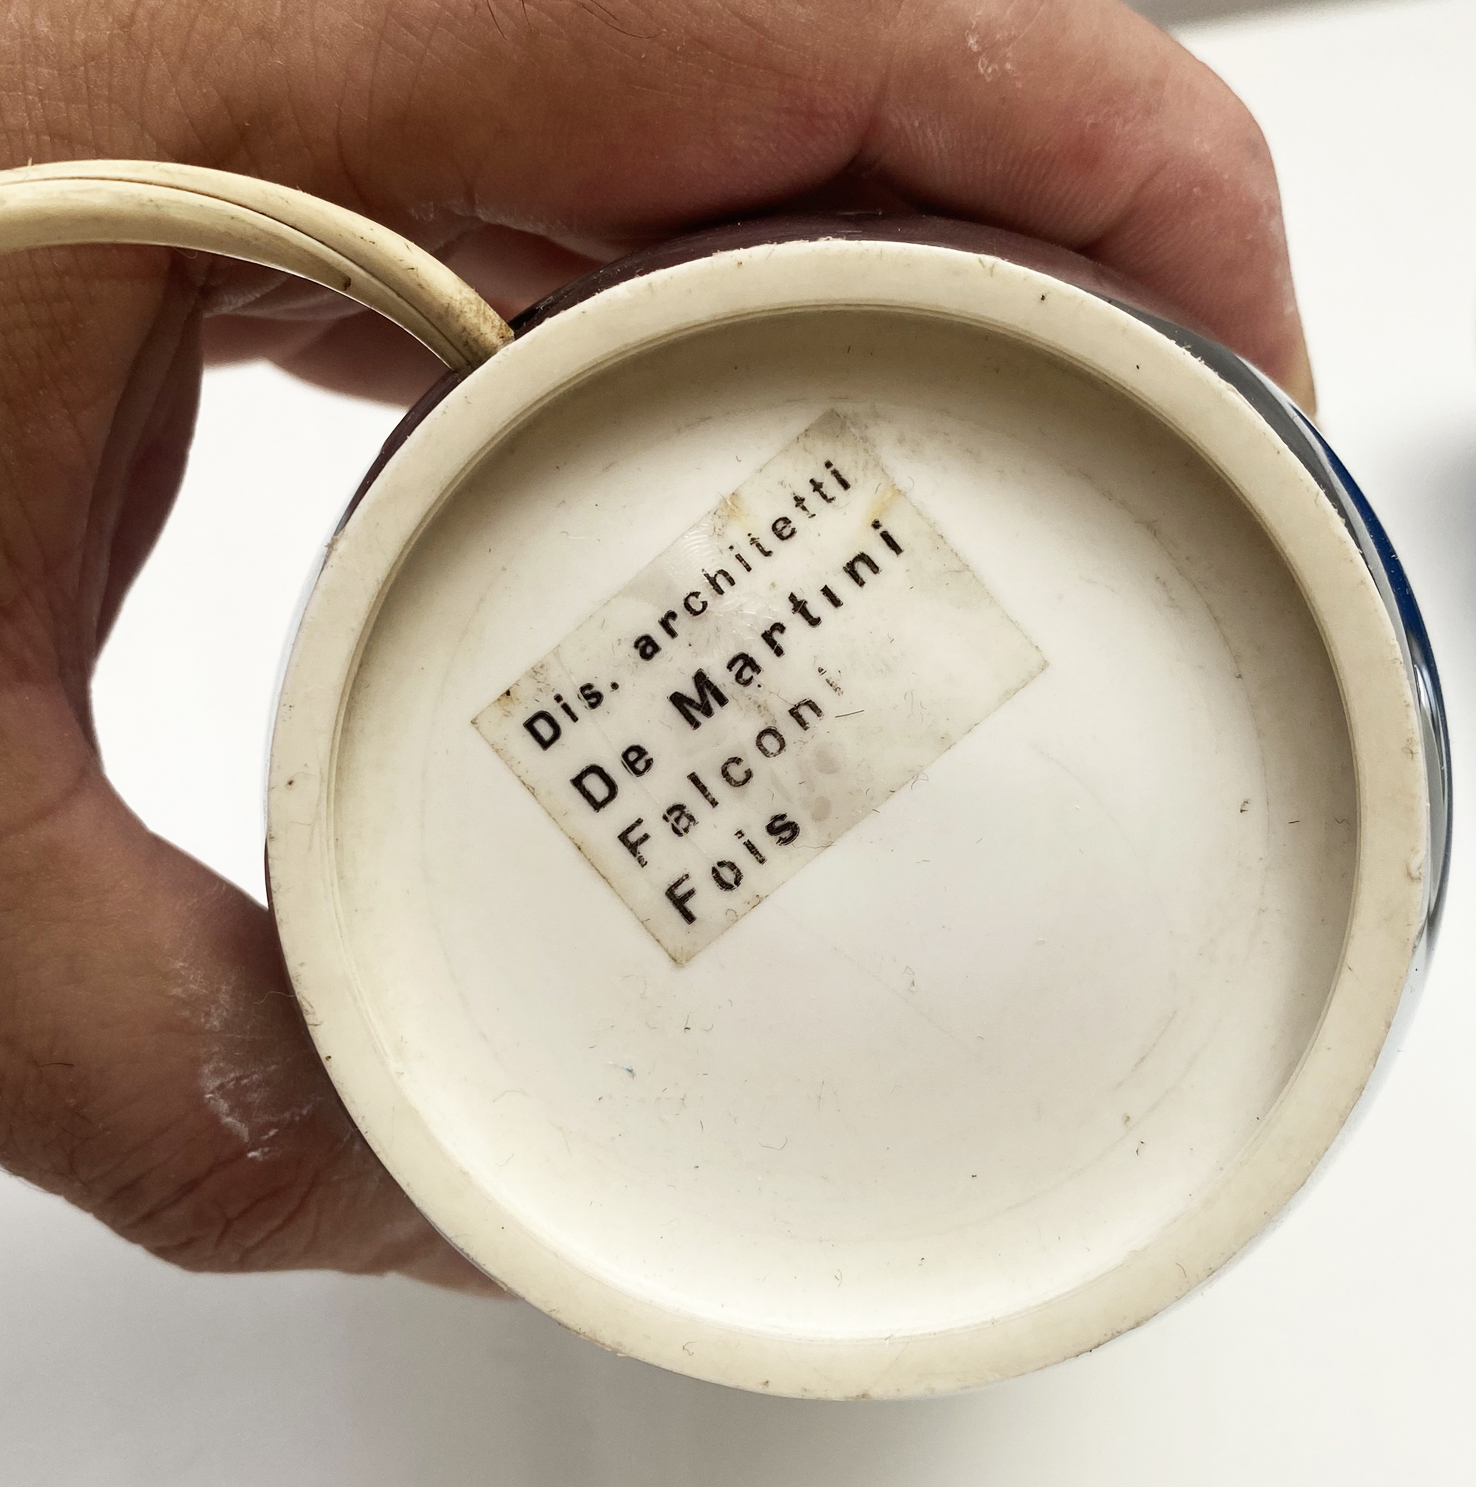 Dis. architetti
De Martini
Falconi
Fois